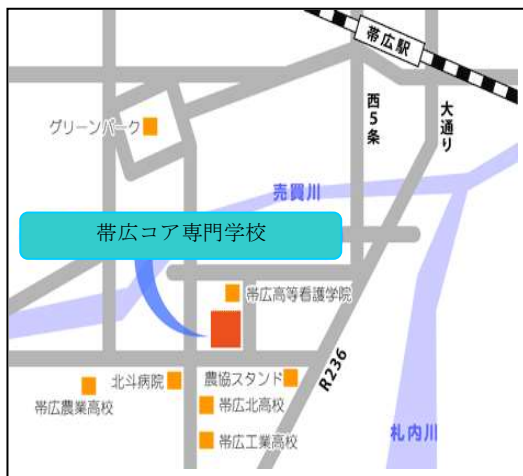 帯広駅
西5条
大通り
グリーンパーク
売買川
帯広コア専門学校
帯広高等看護学院
北斗病院
農協スタンド
R236
帯広農業高校
帯広北高校
帯広工業高校
札内川